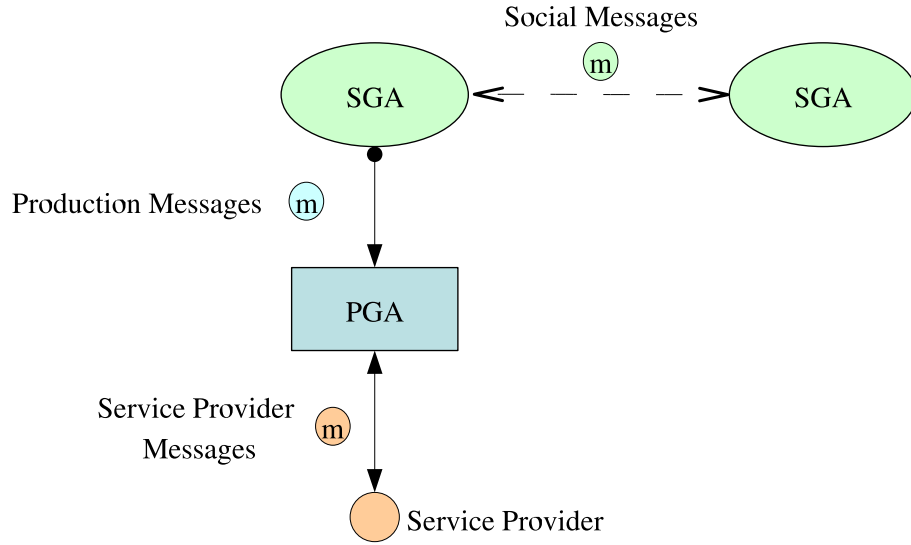 Social Messages
m
SGA
SGA
Production Messages
m
PGA
Service Provider
Messages
m
Service Provider